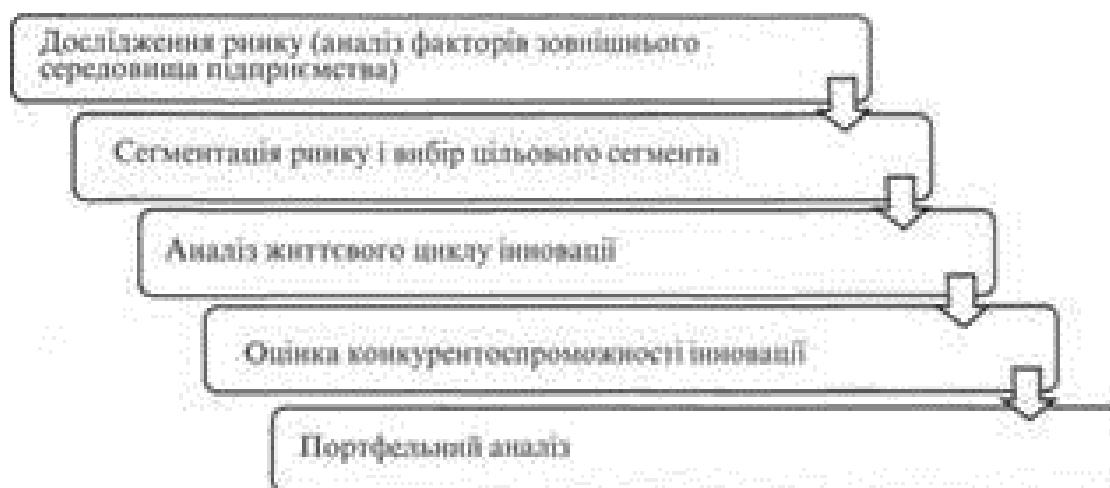 Дослідження ринку (аналіз факторів зовнішнього
середовища підприємства)
Сегментація ринку і вибір цільового сегмента
Аналіз життєвого циклу інновації
Оцінка конкурентоспроможності інновації
Портфельний аналіз